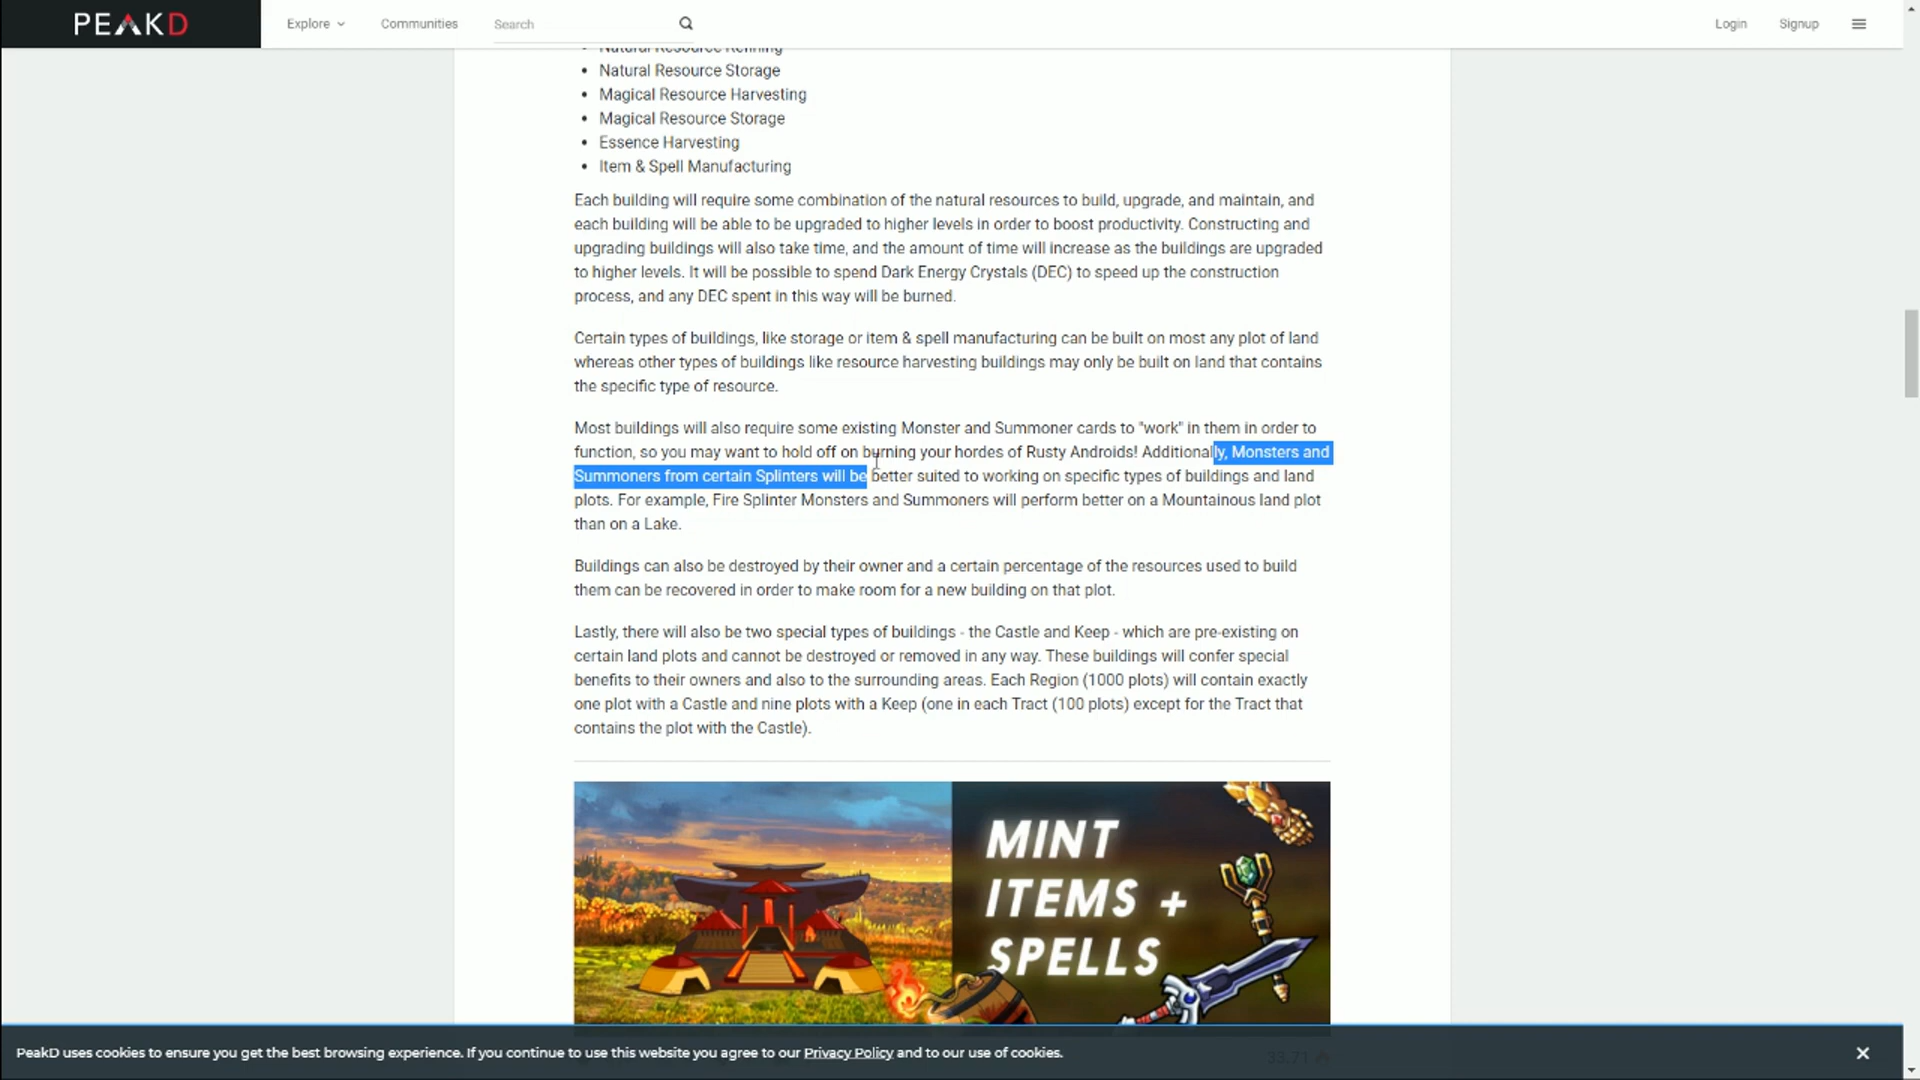 PEAKD
Explore
Communities
Search
Login
Signup
Natural Resource Refining
• Natural Resource Storage
• Magical Resource Harvesting
• Magical Resource Storage
• Essence Harvesting
• Item & Spell Manufacturing
Each building will require some combination of the natural resources to build, upgrade, and maintain, and
each building will be able to be upgraded to higher levels in order to boost productivity. Constructing and
upgrading buildings will also take time, and the amount of time will increase as the buildings are upgraded
to higher levels. It will be possible to spend Dark Energy Crystals (DEC) to speed up the construction
process, and any DEC spent in this way will be burned.
Certain types of buildings, like storage or item & spell manufacturing can be built on most any plot of land
whereas other types of buildings like resource harvesting buildings may only be built on land that contains
the specific type of resource.
Most buildings will also require some existing Monster and Summoner cards to "work" in them in order to
function, so you may want to hold off on burning your hordes of Rusty Androids! Additionally, Monsters and
Summoners from certain Splinters will be better suited to working on specific types of buildings and land
plots. For example, Fire Splinter Monsters and Summoners will perform better on a Mountainous land plot
than on a Lake.
Buildings can also be destroyed by their owner and a certain percentage of the resources used to build
them can be recovered in order to make room for a new building on that plot.
Lastly, there will also be two special types of buildings - the Castle and Keep - which are pre-existing on
certain land plots and cannot be destroyed or removed in any way. These buildings will confer special
benefits to their owners and also to the surrounding areas. Each Region (1000 plots) will contain exactly
one plot with a Castle and nine plots with a Keep (one in each Tract (100 plots) except for the Tract that
contains the plot with the Castle).
MINT
ITEMS +
SPELLS
PeakD uses cookies to ensure you get the best browsing experience. If you continue to use this website you agree to our Privacy Policy and to our use of cookies.
33.71